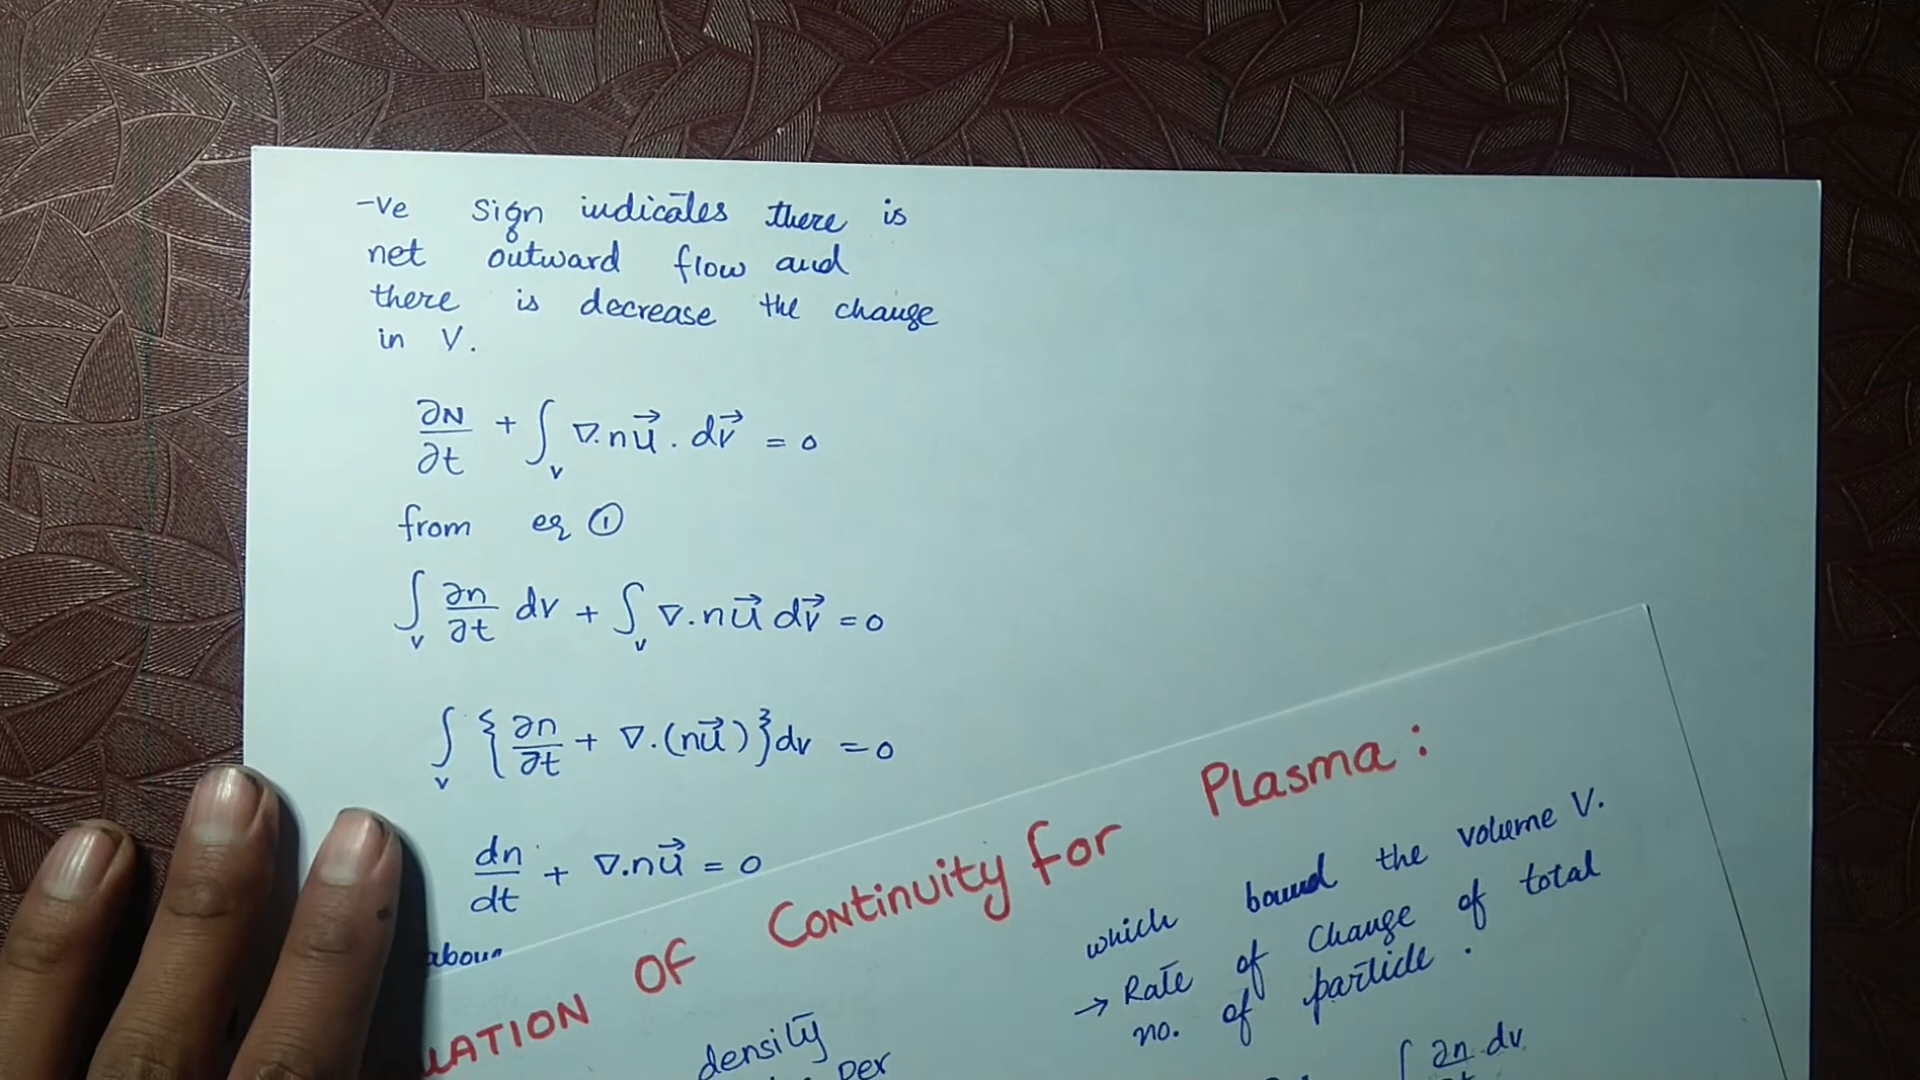 -ve sign indicates there is
net outward flow and
there is decrease the change
in V.
∂N/∂t + ∫_v ∇.nu⃗ . dv⃗ = 0
from eq ①
∫_v ∂n/∂t dv + ∫_v ∇.nu⃗ dv⃗ = 0
∫_v {∂n/∂t + ∇.(nu⃗)}dv = 0
dn/dt + ∇.nu⃗ = 0
OF Continuity for Plasma :
density
per
which bound the volume V.
→ Rate of Change of total
no. of particle .
∫ ∂n dv